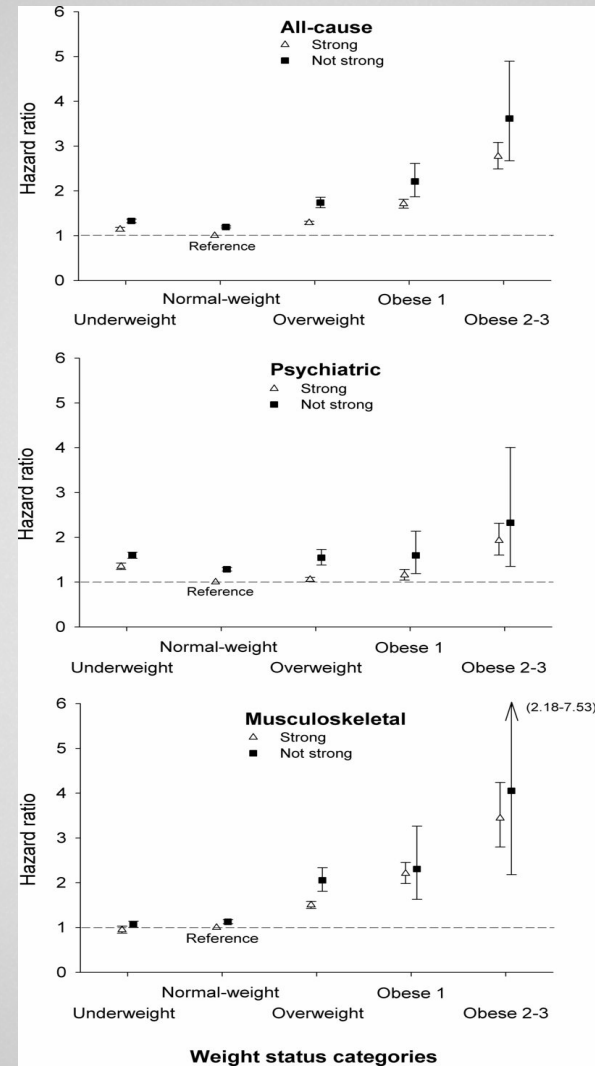 All-cause
Strong
Not strong
6
5
4
3
2
1
0
Hazard ratio
Reference
Normal-weight
Obese 1
Underweight
Overweight
Obese 2-3
Psychiatric
Strong
Not strong
6
5
4
3
2
1
0
Hazard ratio
Reference
Normal-weight
Obese 1
Underweight
Overweight
Obese 2-3
Musculoskeletal
Strong
Not strong
(2.18-7.53)
6
5
4
3
2
1
0
Hazard ratio
Reference
Normal-weight
Obese 1
Underweight
Overweight
Obese 2-3
Weight status categories